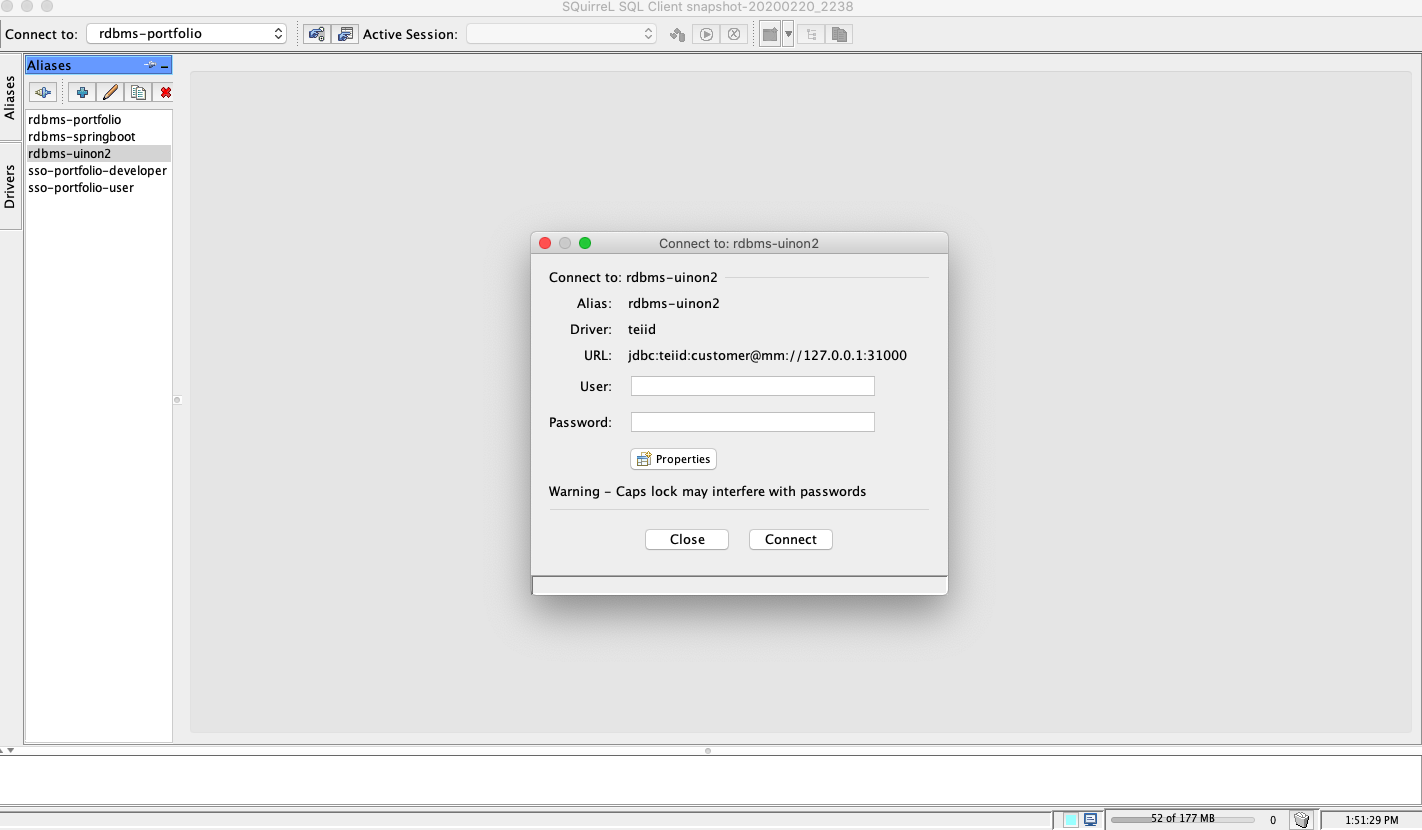 SQuirreL SQL Client snapshot-20200220_2238
Connect to: rdbms-portfolio Active Session:
Aliases
Aliases
Drivers
rdbms-portfolio
rdbms-springboot
rdbms-uinon2
sso-portfolio-developer
sso-portfolio-user
Connect to: rdbms-uinon2
Connect to: rdbms-uinon2
Alias: rdbms-uinon2
Driver: teiid
URL: jdbc:teiid:customer@mm://127.0.0.1:31000
User:
Password:
Properties
Warning – Caps lock may interfere with passwords
Close Connect
52 of 177 MB 0 1:51:29 PM